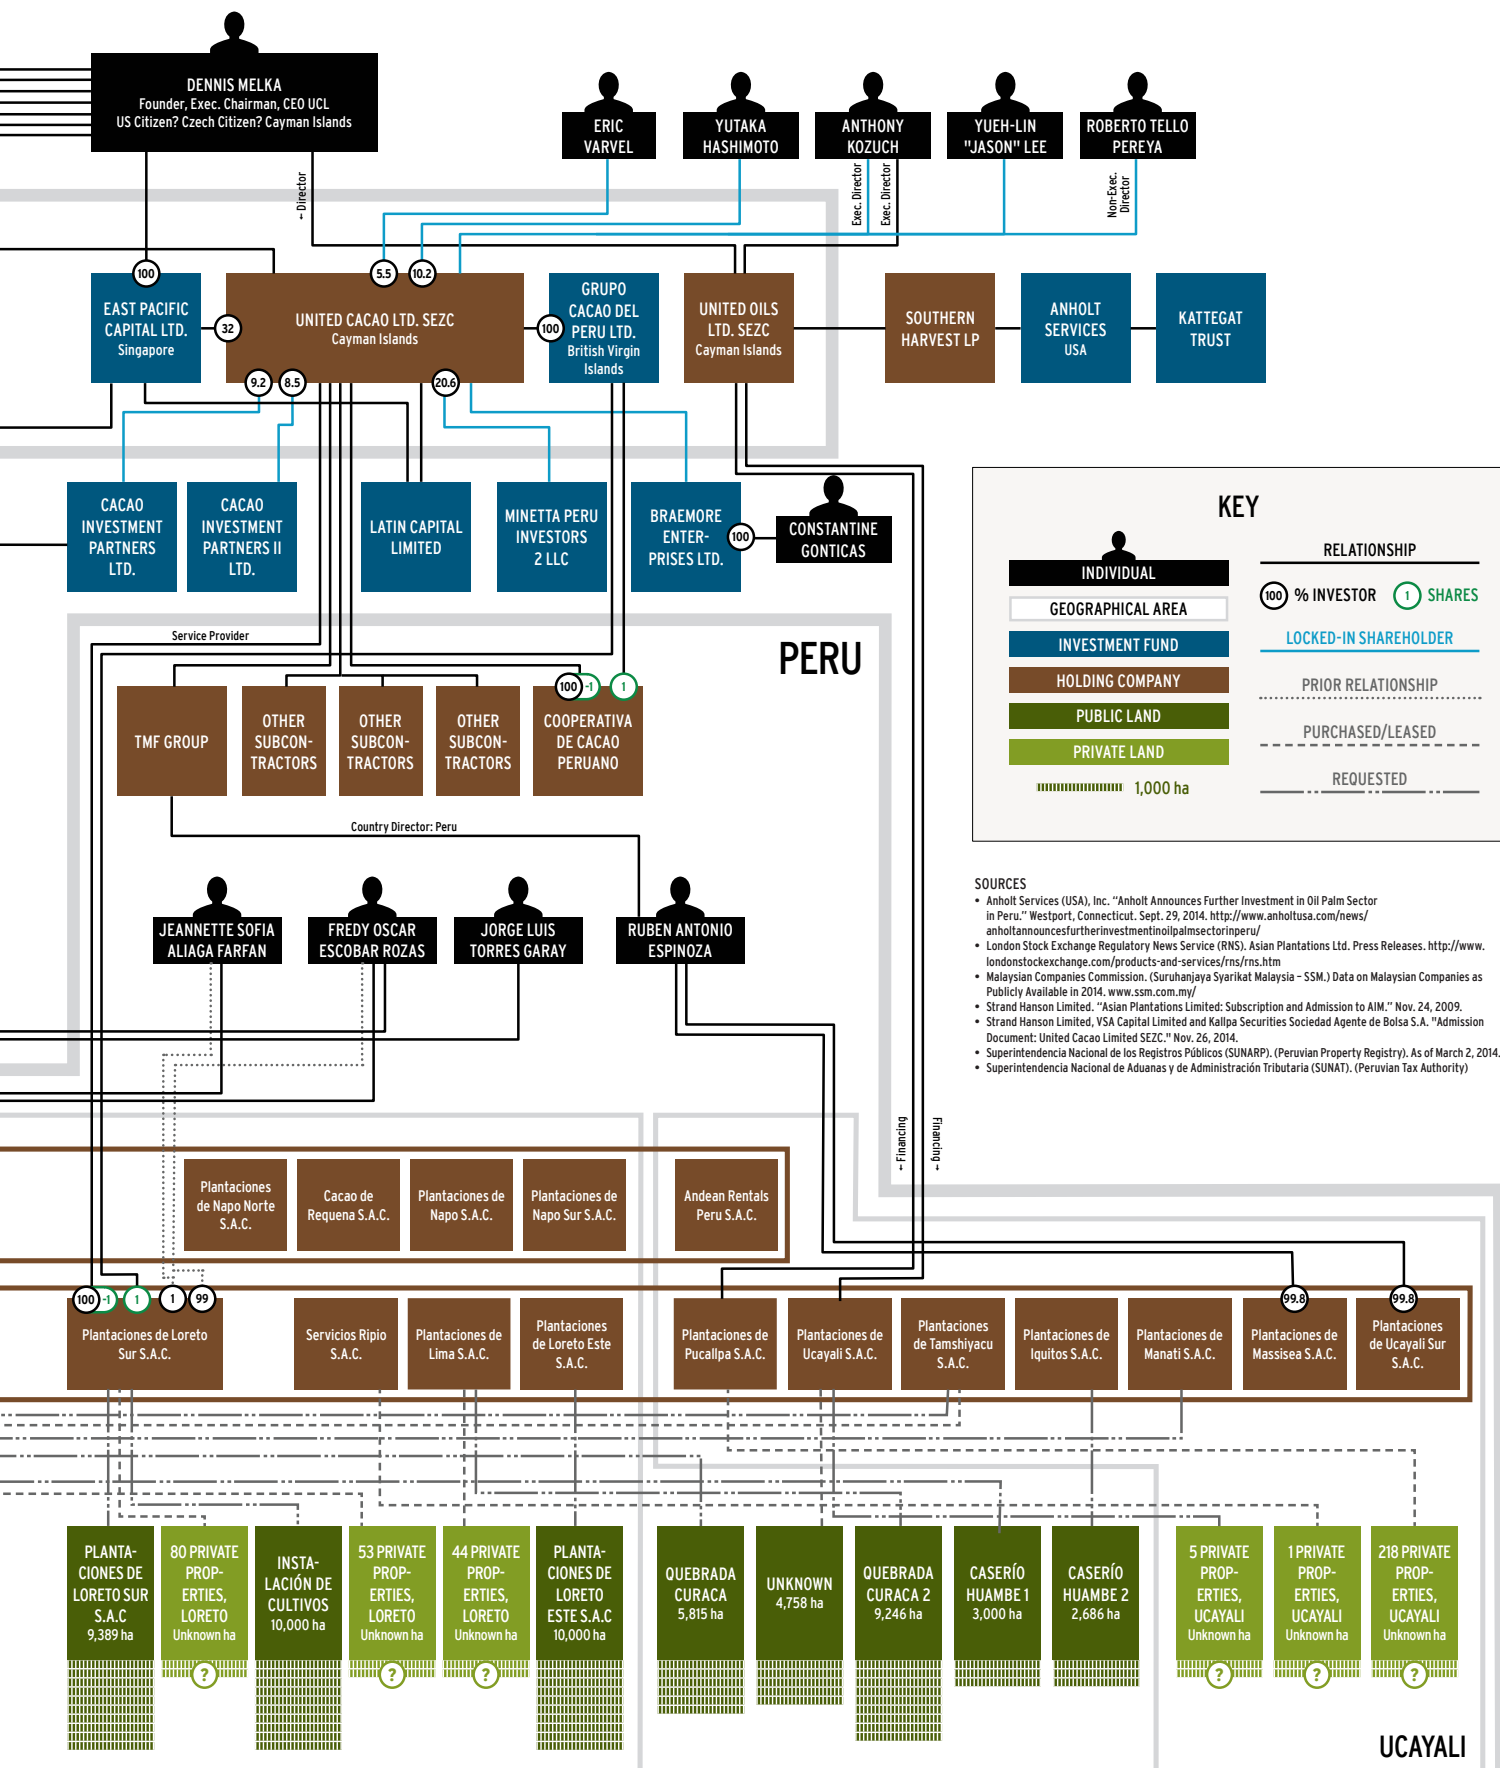 DENNIS MELKA
Founder, Exec. Chairman, CEO UCL
US Citizen? Czech Citizen? Cayman Islands
ERIC
VARVEL
YUTAKA
HASHIMOTO
ANTHONY
KOZUCH
YUEH-LIN
"JASON" LEE
ROBERTO TELLO
PEREYA
← Director
Exec. Director
Exec. Director
Non-Exec.
Director
100
5.5
10.2
EAST PACIFIC
CAPITAL LTD.
Singapore
32
UNITED CACAO LTD. SEZC
Cayman Islands
100
GRUPO
CACAO DEL
PERU LTD.
British Virgin
Islands
UNITED OILS
LTD. SEZC
Cayman Islands
SOUTHERN
HARVEST LP
ANHOLT
SERVICES
USA
KATTEGAT
TRUST
9.2
8.5
20.6
CACAO
INVESTMENT
PARTNERS
LTD.
CACAO
INVESTMENT
PARTNERS II
LTD.
LATIN CAPITAL
LIMITED
MINETTA PERU
INVESTORS
2 LLC
BRAEMORE
ENTER-
PRISES LTD.
100
CONSTANTINE
GONTICAS
KEY
INDIVIDUAL
GEOGRAPHICAL AREA
INVESTMENT FUND
HOLDING COMPANY
PUBLIC LAND
PRIVATE LAND
1,000 ha
RELATIONSHIP
100 % INVESTOR
1 SHARES
LOCKED-IN SHAREHOLDER
PRIOR RELATIONSHIP
PURCHASED/LEASED
REQUESTED
Service Provider
PERU
TMF GROUP
OTHER
SUBCON-
TRACTORS
OTHER
SUBCON-
TRACTORS
OTHER
SUBCON-
TRACTORS
100 -1
1
COOPERATIVA
DE CACAO
PERUANO
Country Director: Peru
JEANNETTE SOFIA
ALIAGA FARFAN
FREDY OSCAR
ESCOBAR ROZAS
JORGE LUIS
TORRES GARAY
RUBEN ANTONIO
ESPINOZA
SOURCES
• Anholt Services (USA), Inc. “Anholt Announces Further Investment in Oil Palm Sector
in Peru.” Westport, Connecticut. Sept. 29, 2014. http://www.anholtusa.com/news/
anholtannouncesfurtherinvestmentinoilpalmsectorinperu/
• London Stock Exchange Regulatory News Service (RNS). Asian Plantations Ltd. Press Releases. http://www.
londonstockexchange.com/products-and-services/rns/rns.htm
• Malaysian Companies Commission. (Suruhanjaya Syarikat Malaysia – SSM.) Data on Malaysian Companies as
Publicly Available in 2014. www.ssm.com.my/
• Strand Hanson Limited. “Asian Plantations Limited: Subscription and Admission to AIM.” Nov. 24, 2009.
• Strand Hanson Limited, VSA Capital Limited and Kallpa Securities Sociedad Agente de Bolsa S.A. "Admission
Document: United Cacao Limited SEZC." Nov. 26, 2014.
• Superintendencia Nacional de los Registros Públicos (SUNARP). (Peruvian Property Registry). As of March 2, 2014.
• Superintendencia Nacional de Aduanas y de Administración Tributaria (SUNAT). (Peruvian Tax Authority)
← Financing
Financing →
Plantaciones
de Napo Norte
S.A.C.
Cacao de
Requena S.A.C.
Plantaciones de
Napo S.A.C.
Plantaciones de
Napo Sur S.A.C.
Andean Rentals
Peru S.A.C.
100 -1
1
1
99
99.8
99.8
Plantaciones de Loreto
Sur S.A.C.
Servicios Ripio
S.A.C.
Plantaciones de
Lima S.A.C.
Plantaciones
de Loreto Este
S.A.C.
Plantaciones de
Pucallpa S.A.C.
Plantaciones de
Ucayali S.A.C.
Plantaciones
de Tamshiyacu
S.A.C.
Plantaciones de
Iquitos S.A.C.
Plantaciones de
Manati S.A.C.
Plantaciones de
Massisea S.A.C.
Plantaciones
de Ucayali Sur
S.A.C.
PLANTA-
CIONES DE
LORETO SUR
S.A.C
9,389 ha
80 PRIVATE
PROP-
ERTIES,
LORETO
Unknown ha
?
INSTA-
LACIÓN DE
CULTIVOS
10,000 ha
53 PRIVATE
PROP-
ERTIES,
LORETO
Unknown ha
?
44 PRIVATE
PROP-
ERTIES,
LORETO
Unknown ha
?
PLANTA-
CIONES DE
LORETO
ESTE S.A.C
10,000 ha
QUEBRADA
CURACA
5,815 ha
UNKNOWN
4,758 ha
QUEBRADA
CURACA 2
9,246 ha
CASERÍO
HUAMBE 1
3,000 ha
CASERÍO
HUAMBE 2
2,686 ha
5 PRIVATE
PROP-
ERTIES,
UCAYALI
Unknown ha
?
1 PRIVATE
PROP-
ERTIES,
UCAYALI
Unknown ha
?
218 PRIVATE
PROP-
ERTIES,
UCAYALI
Unknown ha
?
UCAYALI